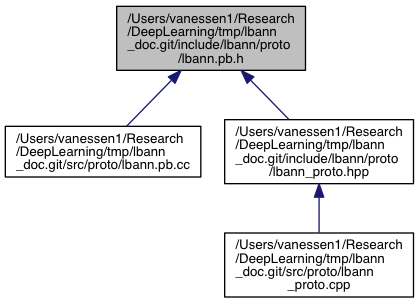 /Users/vanessen1/Research
/DeepLearning/tmp/lbann
_doc.git/include/lbann/proto
/lbann.pb.h
/Users/vanessen1/Research
/DeepLearning/tmp/lbann
_doc.git/src/proto/lbann.pb.cc
/Users/vanessen1/Research
/DeepLearning/tmp/lbann
_doc.git/include/lbann/proto
/lbann_proto.hpp
/Users/vanessen1/Research
/DeepLearning/tmp/lbann
_doc.git/src/proto/lbann
_proto.cpp